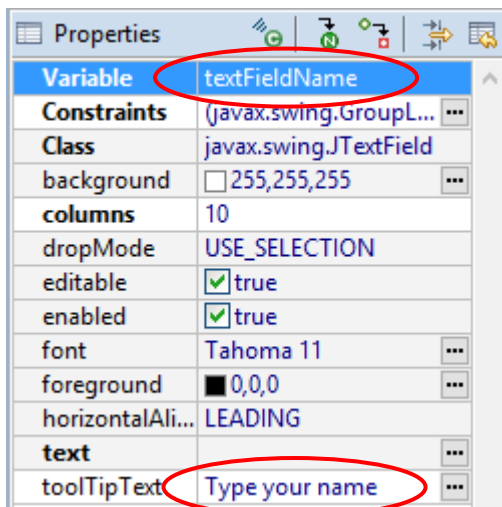 Properties
Variable textFieldName
Constraints (javax.swing.GroupL... ...
Class javax.swing.JTextField
background 255,255,255 ...
columns 10
dropMode USE_SELECTION
editable true
enabled true
font Tahoma 11 ...
foreground 0,0,0 ...
horizontalAli... LEADING
text ...
toolTipText Type your name ...